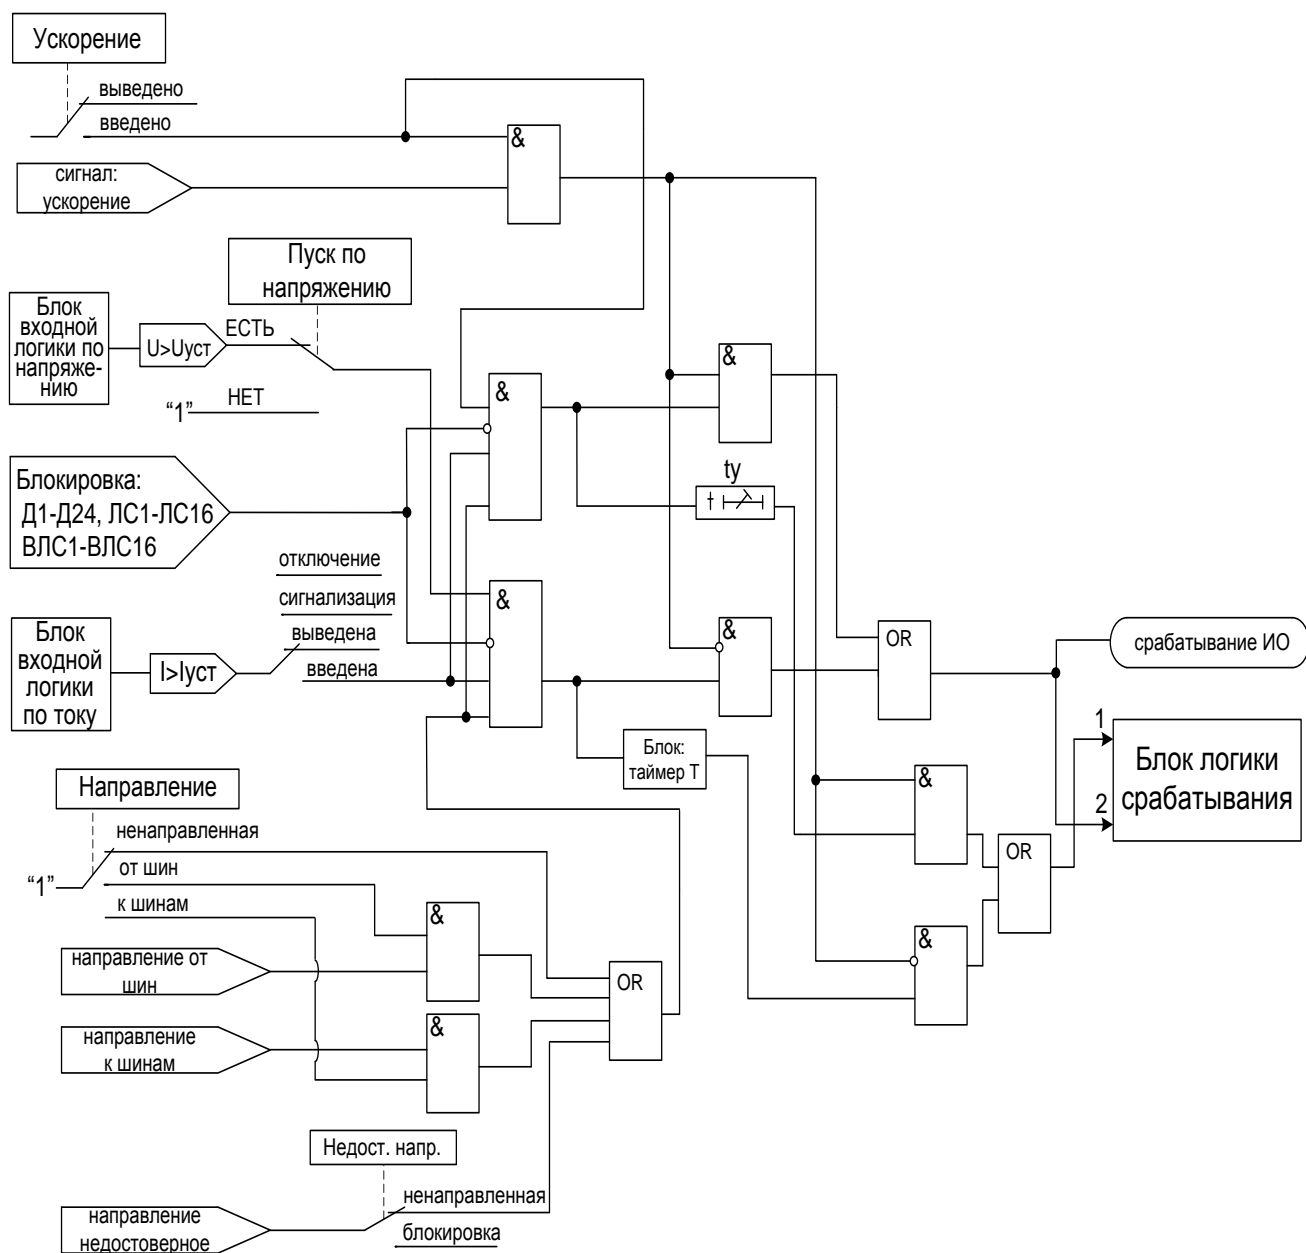 Ускорение
выведено
введено
сигнал:
ускорение
&
Пуск по
напряжению
Блок
входной
логики по
напряже-
нию
U>Uуст
ЕСТЬ
“1”
НЕТ
&
&
Блокировка:
Д1-Д24, ЛС1-ЛС16
ВЛС1-ВЛС16
tу
отключение
сигнализация
выведена
введена
Блок
входной
логики
по току
I>Iуст
&
&
OR
срабатывание ИО
Блок:
таймер Т
1
2
Блок логики
срабатывания
Направление
ненаправленная
“1”
от шин
к шинам
&
OR
&
направление от
шин
&
OR
направление
к шинам
&
Недост. напр.
ненаправленная
блокировка
направление
недостоверное